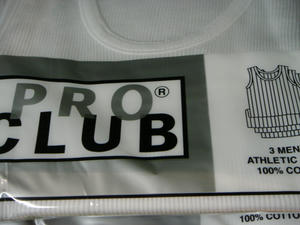 PRO®
CLUB
3 MEN
ATHLETIC
100% CO
100% COTTO